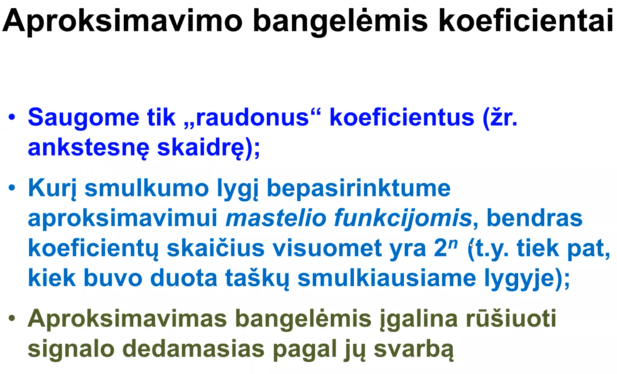 Aproksimavimo bangelėmis koeficientai
• Saugome tik „raudonus“ koeficientus (žr.
ankstesnę skaidrę);
• Kurį smulkumo lygį bepasirinktume
aproksimavimui mastelio funkcijomis, bendras
koeficientų skaičius visuomet yra 2ⁿ (t.y. tiek pat,
kiek buvo duota taškų smulkiausiame lygyje);
• Aproksimavimas bangelėmis įgalina rūšiuoti
signalo dedamasias pagal jų svarbą